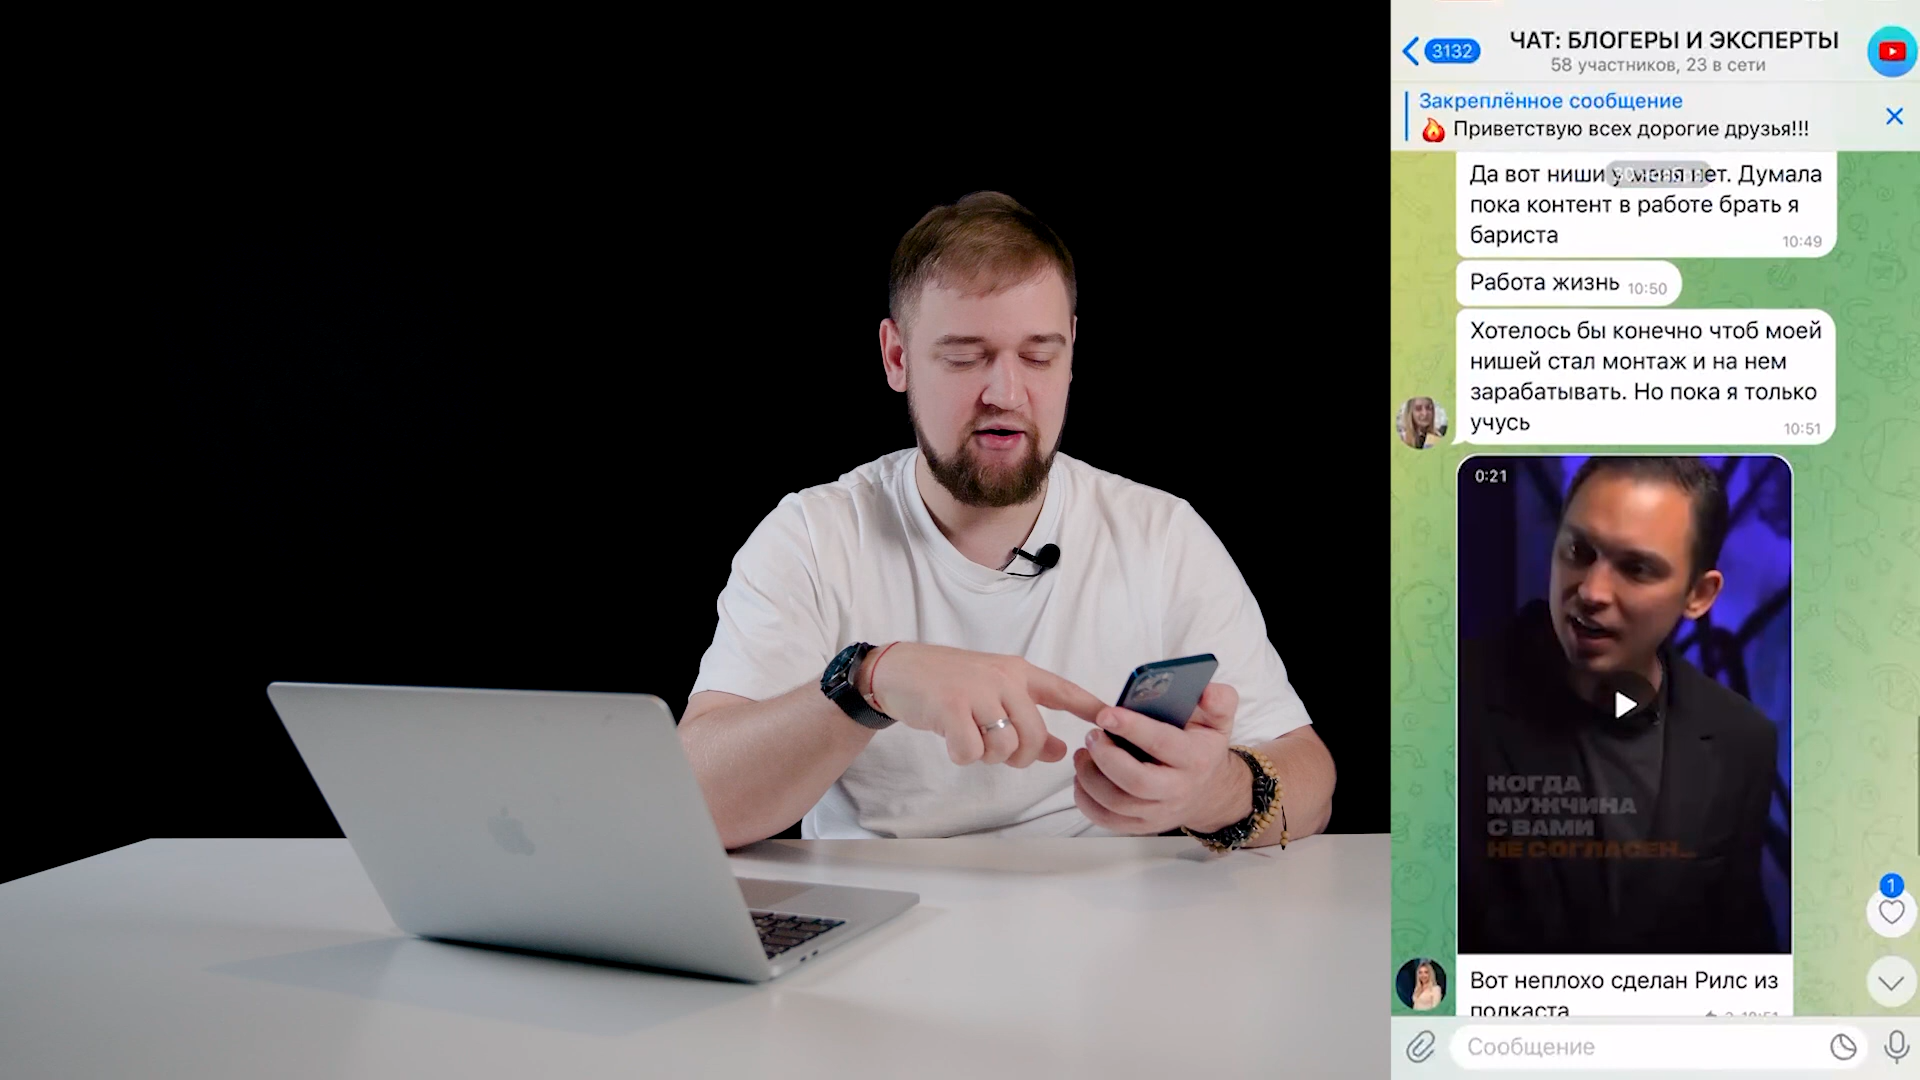 3132
ЧАТ: БЛОГЕРЫ И ЭКСПЕРТЫ
58 участников, 23 в сети
Закреплённое сообщение
🔥 Приветствую всех дорогие друзья!!!
Да вот ниши у меня нет. Думала
пока контент в работе брать я
бариста
10:49
Работа жизнь 10:50
Хотелось бы конечно чтоб моей
нишей стал монтаж и на нем
зарабатывать. Но пока я только
учусь
10:51
0:21
КОГДА
МУЖЧИНА
С ВАМИ
НЕ СОГЛАСЕН...
1
Вот неплохо сделан Рилс из
подкаста
Сообщение